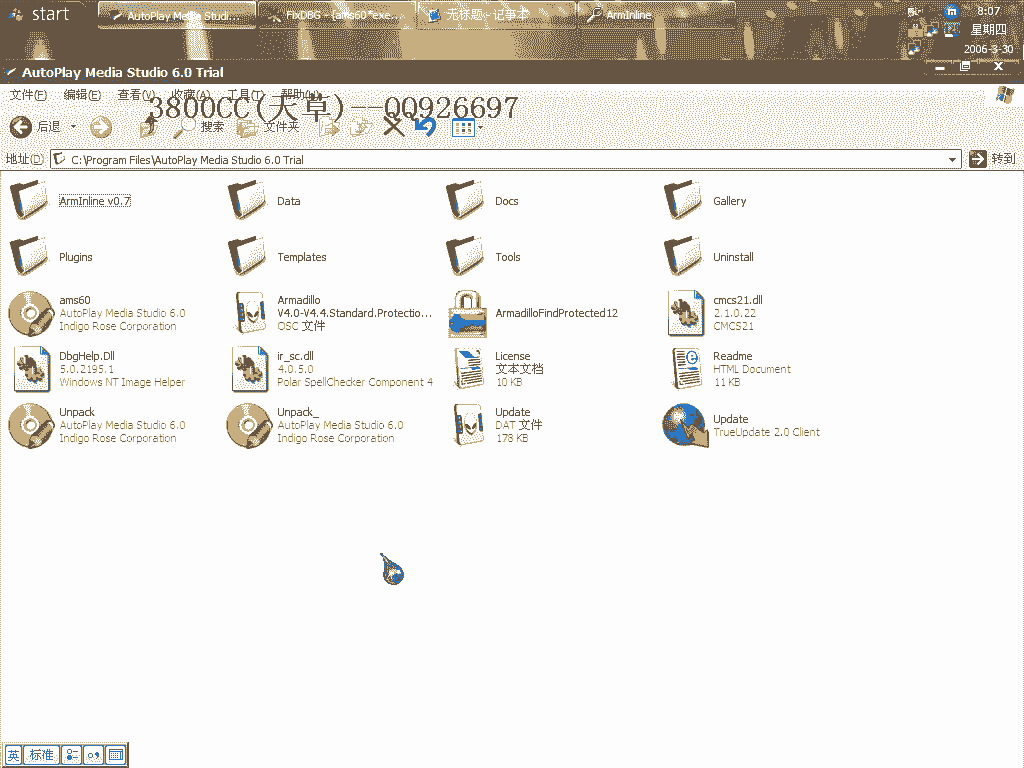 start
AutoPlay Media Studi...
FixDBG - [ams60*exe...
无标题 - 记事本
ArmInline
8:07
星期四
2006-3-30
AutoPlay Media Studio 6.0 Trial
文件(F) 编辑(E) 查看(V) 收藏(A) 工具(T) 帮助(H)
3800CC(天草)--QQ926697
后退 搜索 文件夹
地址(D) C:\Program Files\AutoPlay Media Studio 6.0 Trial 转到
ArmInline v0.7
Data
Docs
Gallery
Plugins
Templates
Tools
Uninstall
ams60
AutoPlay Media Studio 6.0
Indigo Rose Corporation
Armadillo
V4.0-V4.4.Standard.Protectio...
OSC 文件
ArmadilloFindProtected12
cmcs21.dll
2.1.0.22
CMCS21
DbgHelp.Dll
5.0.2195.1
Windows NT Image Helper
ir_sc.dll
4.0.5.0
Polar SpellChecker Component 4
License
文本文档
10 KB
Readme
HTML Document
11 KB
Unpack
AutoPlay Media Studio 6.0
Indigo Rose Corporation
Unpack_
AutoPlay Media Studio 6.0
Indigo Rose Corporation
Update
DAT 文件
178 KB
Update
TrueUpdate 2.0 Client
英 标准